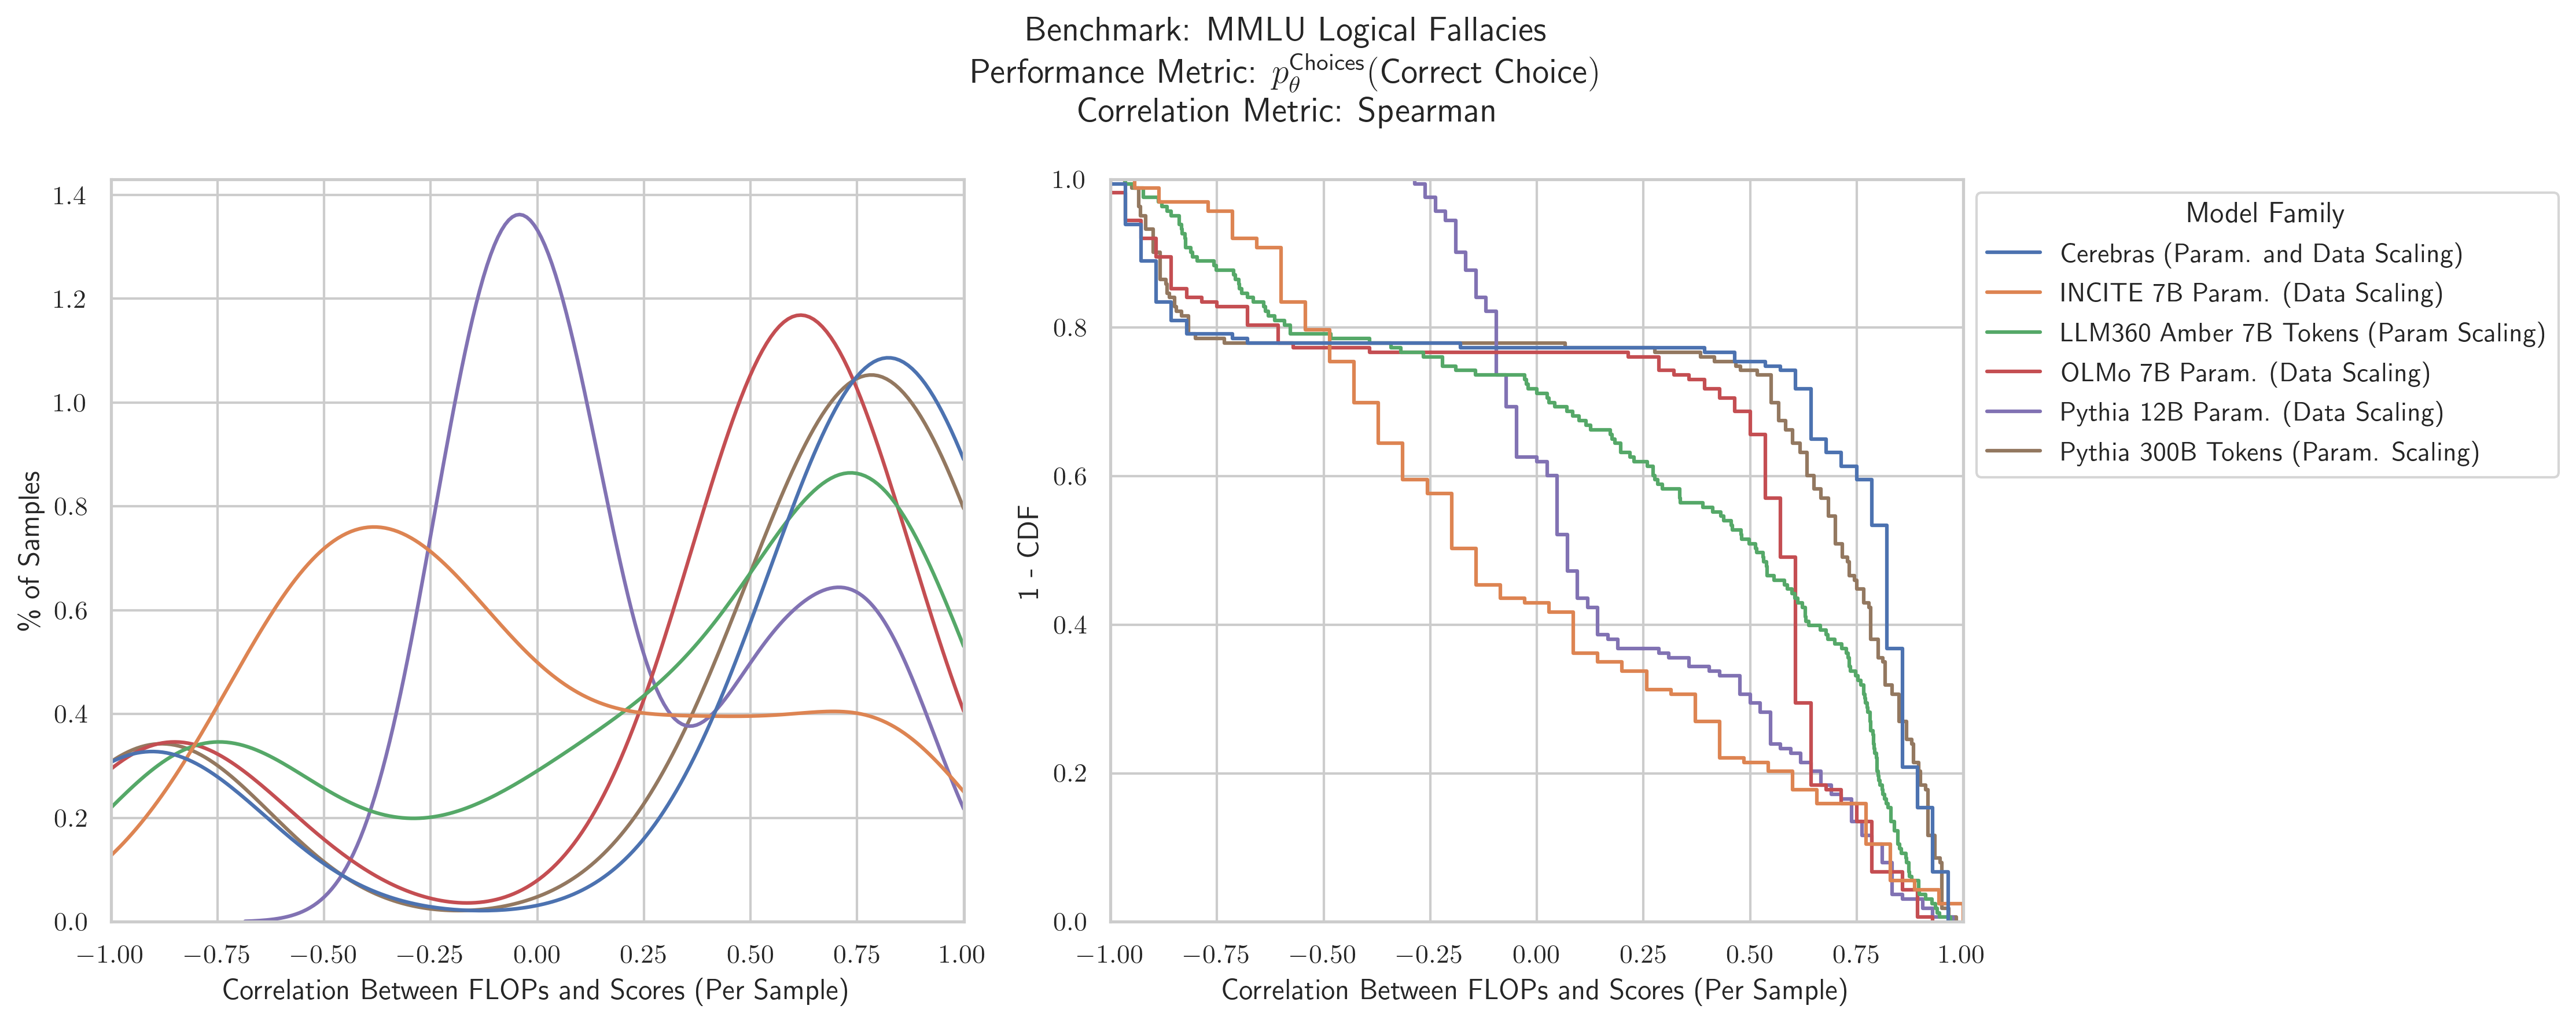 Benchmark: MMLU Logical Fallacies
Performance Metric: $p_{\theta}^{\text{Choices}}$(Correct Choice)
Correlation Metric: Spearman
% of Samples
1.4
1.2
1.0
0.8
0.6
0.4
0.2
0.0
−1.00 −0.75 −0.50 −0.25 0.00 0.25 0.50 0.75 1.00
Correlation Between FLOPs and Scores (Per Sample)
1 - CDF
1.0
0.8
0.6
0.4
0.2
0.0
−1.00 −0.75 −0.50 −0.25 0.00 0.25 0.50 0.75 1.00
Correlation Between FLOPs and Scores (Per Sample)
Model Family
Cerebras (Param. and Data Scaling)
INCITE 7B Param. (Data Scaling)
LLM360 Amber 7B Tokens (Param Scaling)
OLMo 7B Param. (Data Scaling)
Pythia 12B Param. (Data Scaling)
Pythia 300B Tokens (Param. Scaling)